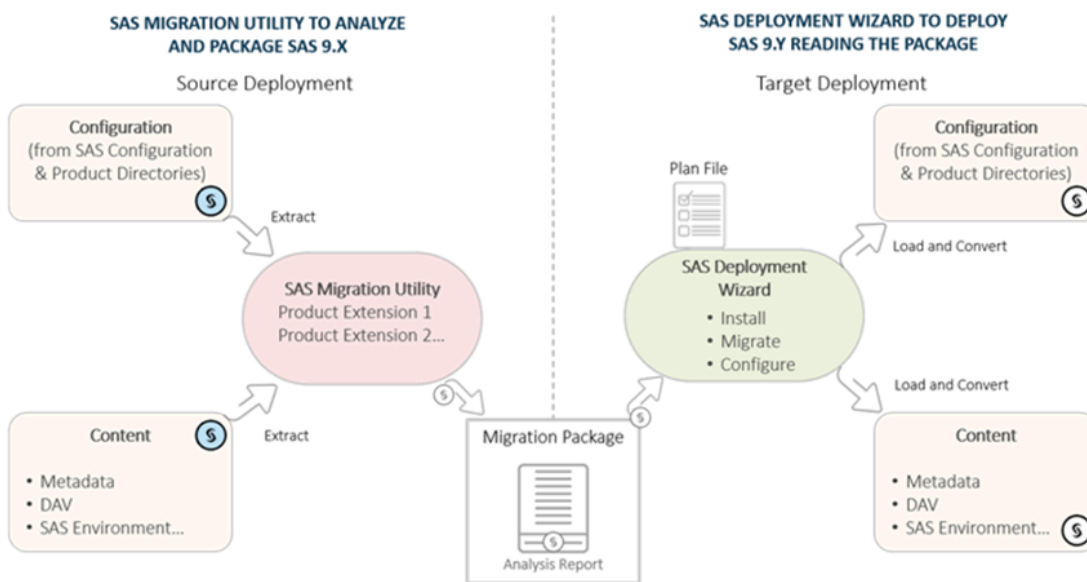 SAS MIGRATION UTILITY TO ANALYZE
AND PACKAGE SAS 9.X
Source Deployment
Configuration
(from SAS Configuration
& Product Directories)
Extract
SAS Migration Utility
Product Extension 1
Product Extension 2...
Content
• Metadata
• DAV
• SAS Environment...
Extract
Migration Package
Analysis Report
SAS DEPLOYMENT WIZARD TO DEPLOY
SAS 9.Y READING THE PACKAGE
Target Deployment
Plan File
SAS Deployment
Wizard
• Install
• Migrate
• Configure
Configuration
(from SAS Configuration
& Product Directories)
Load and Convert
Load and Convert
Content
• Metadata
• DAV
• SAS Environment...